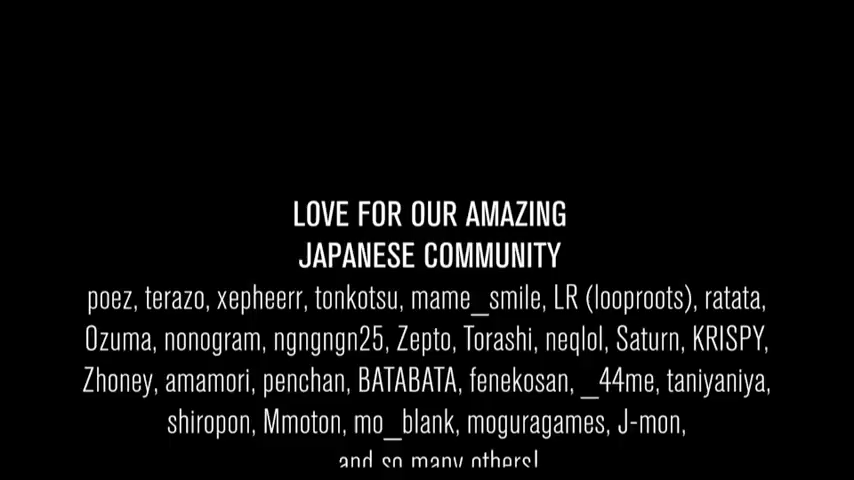 LOVE FOR OUR AMAZING
JAPANESE COMMUNITY
poez, terazo, xepheerr, tonkotsu, mame_smile, LR (looproots), ratata,
Ozuma, nonogram, ngngngn25, Zepto, Torashi, neqlol, Saturn, KRISPY,
Zhoney, amamori, penchan, BATABATA, fenekosan, _44me, taniyaniya,
shiropon, Mmoton, mo_blank, moguragames, J-mon,
and so many others!